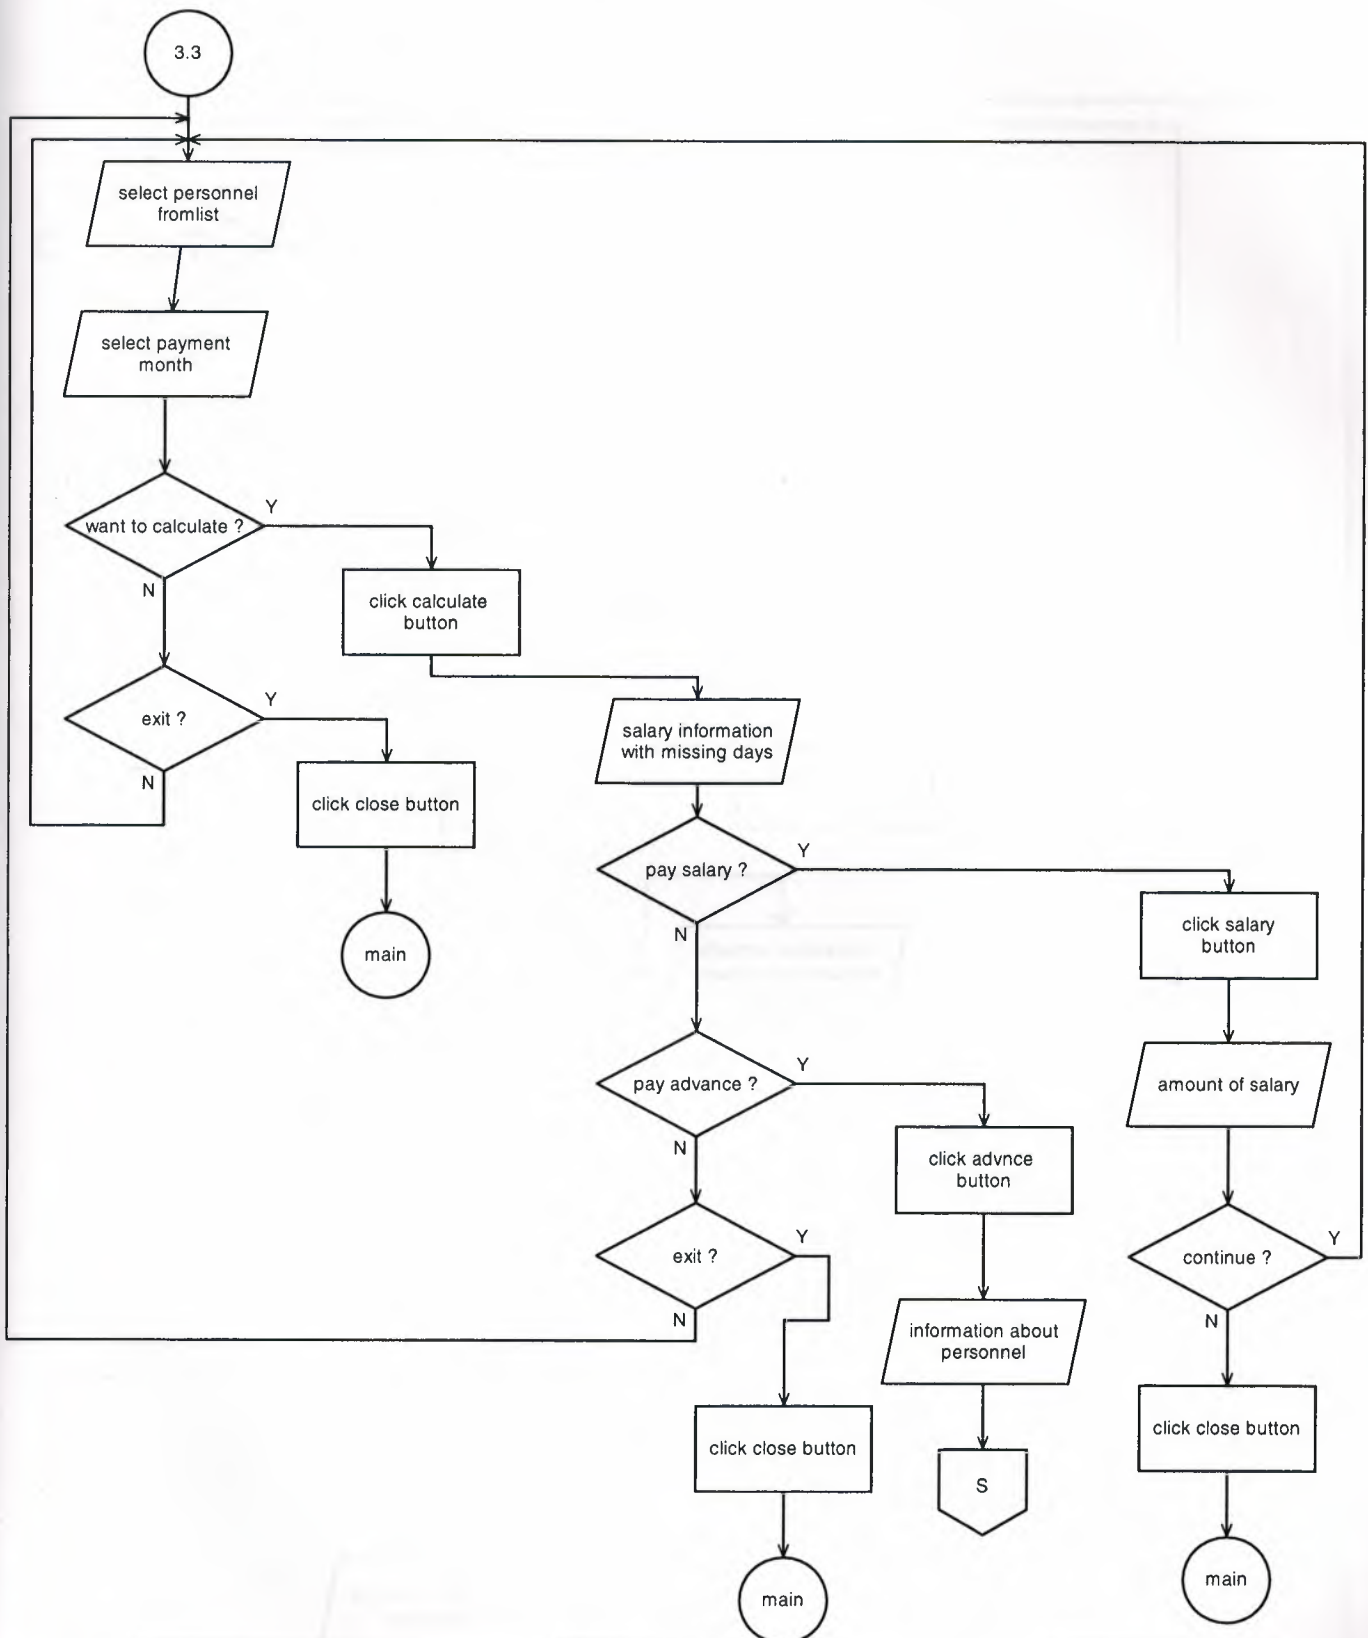 3.3
select personnel
fromlist
select payment
month
want to calculate ?
Y
N
click calculate
button
exit ?
Y
N
click close button
main
salary information
with missing days
pay salary ?
Y
N
click salary
button
amount of salary
continue ?
Y
N
click close button
main
pay advance ?
Y
N
click advnce
button
information about
personnel
S
exit ?
Y
N
click close button
main